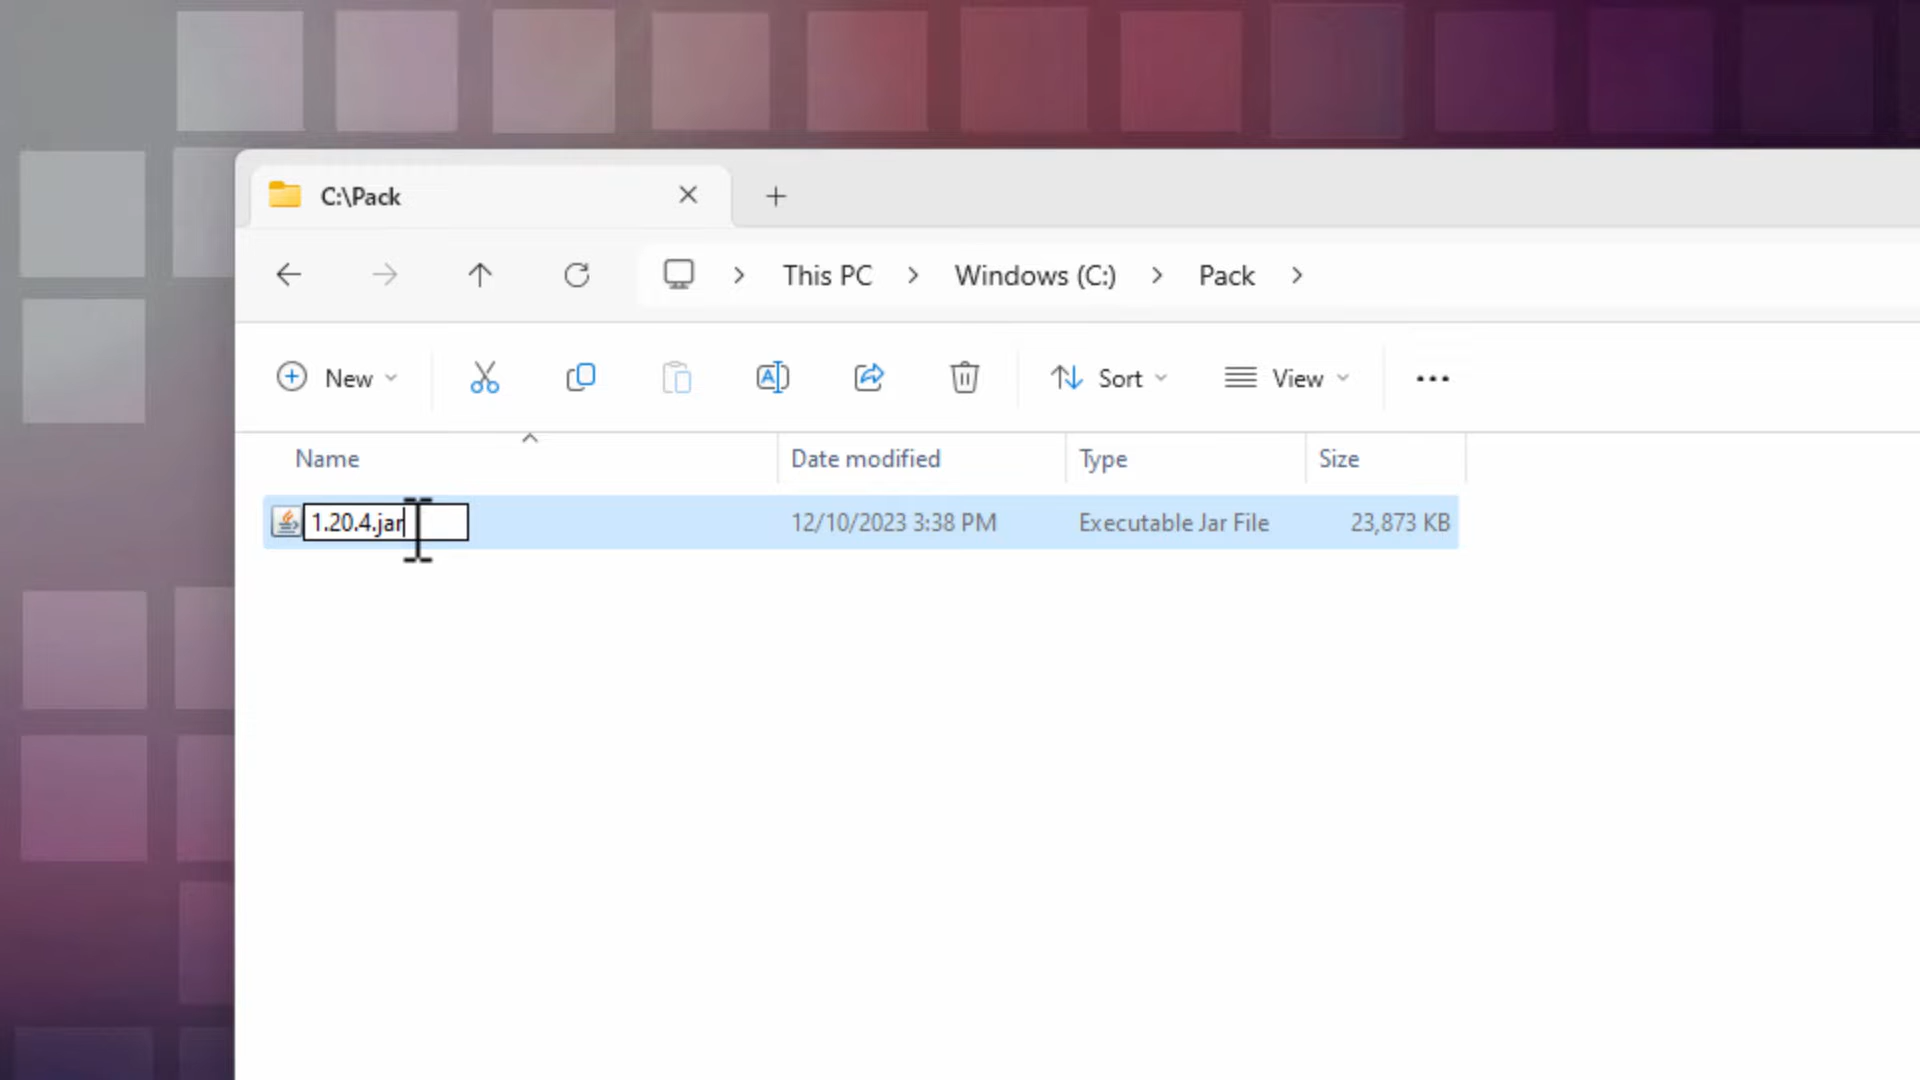 C:\Pack
This PC Windows (C:) Pack
New Sort View
Name Date modified Type Size
1.20.4.jar 12/10/2023 3:38 PM Executable Jar File 23,873 KB